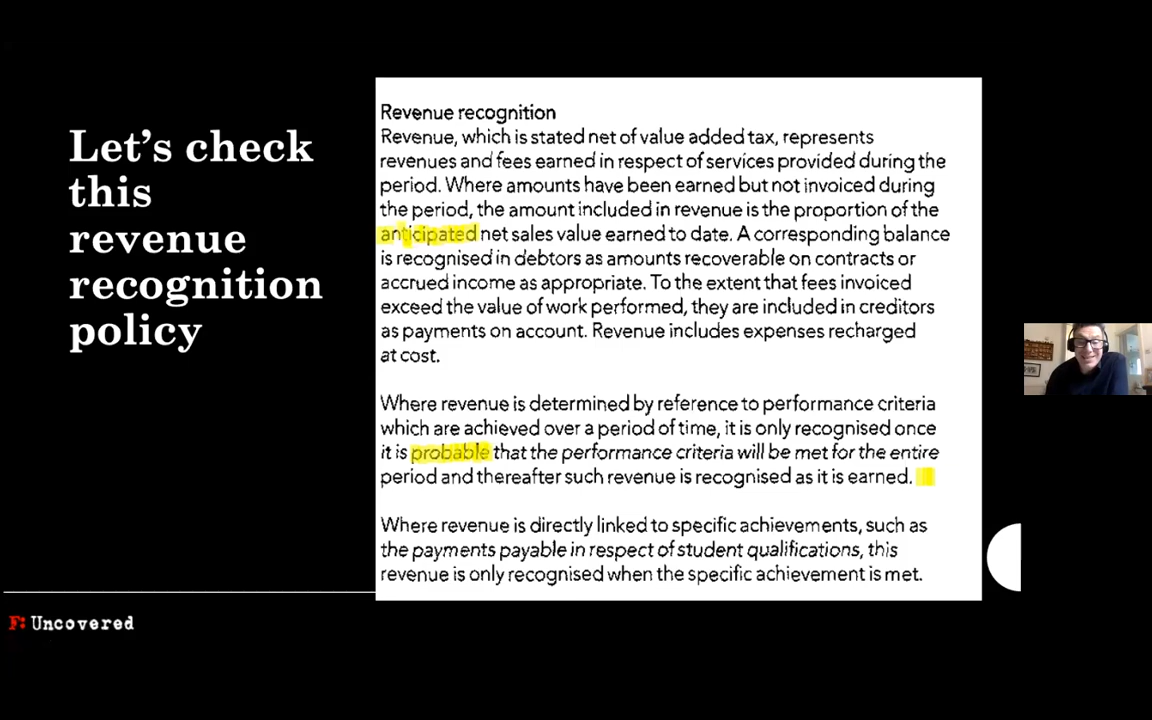 Let's check
this
revenue
recognition
policy
Revenue recognition
Revenue, which is stated net of value added tax, represents
revenues and fees earned in respect of services provided during the
period. Where amounts have been earned but not invoiced during
the period, the amount included in revenue is the proportion of the
anticipated net sales value earned to date. A corresponding balance
is recognised in debtors as amounts recoverable on contracts or
accrued income as appropriate. To the extent that fees invoiced
exceed the value of work performed, they are included in creditors
as payments on account. Revenue includes expenses recharged
at cost.
Where revenue is determined by reference to performance criteria
which are achieved over a period of time, it is only recognised once
it is probable that the performance criteria will be met for the entire
period and thereafter such revenue is recognised as it is earned.
Where revenue is directly linked to specific achievements, such as
the payments payable in respect of student qualifications, this
revenue is only recognised when the specific achievement is met.
F: Uncovered